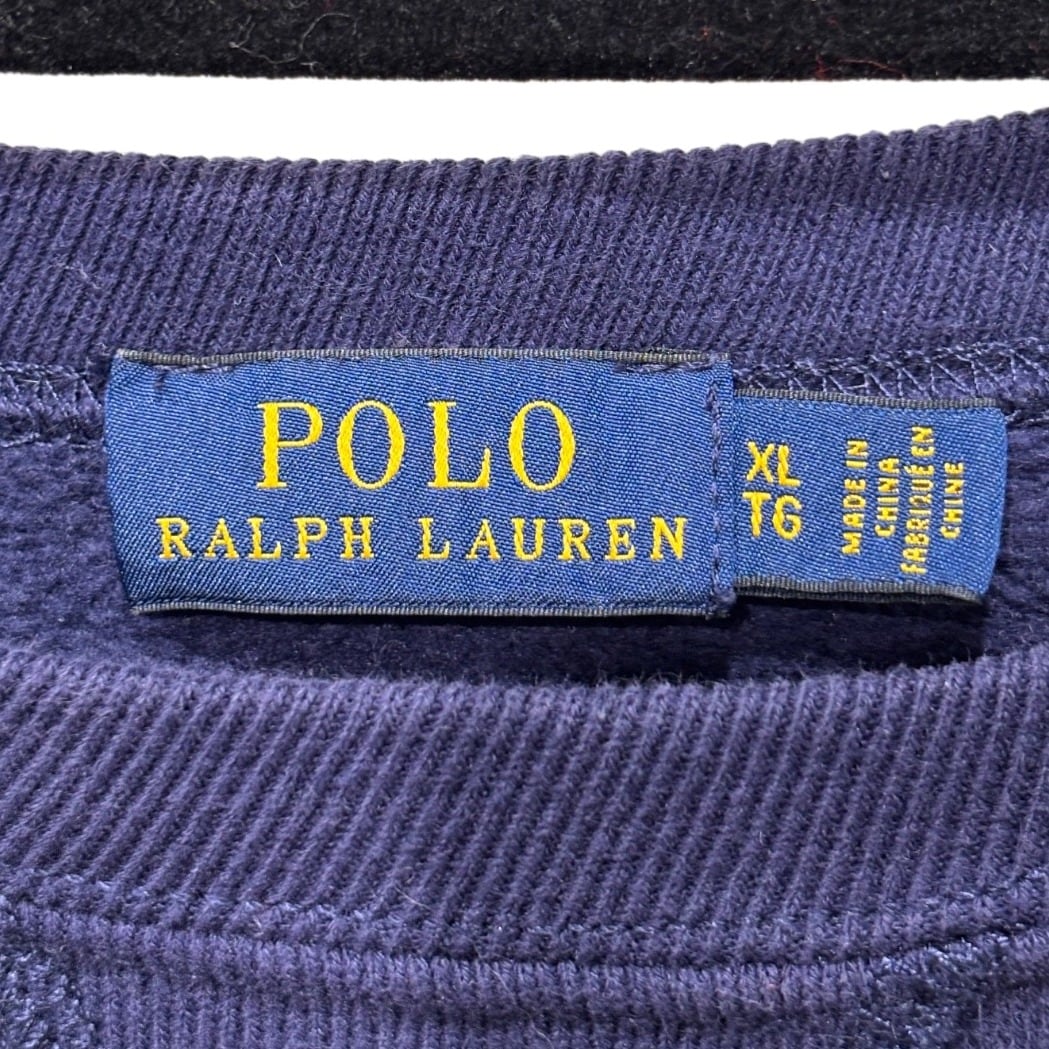 POLO
RALPH LAUREN
XL
TG
MADE IN
CHINA
FABRIQUÉ EN
CHINE